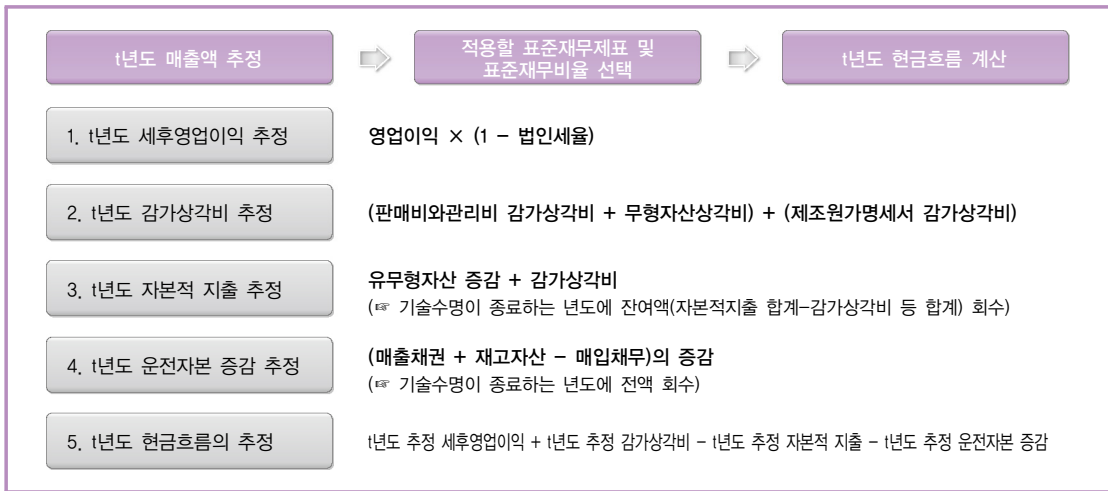 t년도 매출액 추정
적용할 표준재무제표 및
표준재무비율 선택
t년도 현금흐름 계산
1. t년도 세후영업이익 추정
영업이익 × (1 - 법인세율)
2. t년도 감가상각비 추정
(판매비와관리비 감가상각비 + 무형자산상각비) + (제조원가명세서 감가상각비)
3. t년도 자본적 지출 추정
유무형자산 증감 + 감가상각비
(☞ 기술수명이 종료하는 년도에 잔여액(자본적지출 합계-감가상각비 등 합계) 회수)
4. t년도 운전자본 증감 추정
(매출채권 + 재고자산 - 매입채무)의 증감
(☞ 기술수명이 종료하는 년도에 전액 회수)
5. t년도 현금흐름의 추정
t년도 추정 세후영업이익 + t년도 추정 감가상각비 - t년도 추정 자본적 지출 - t년도 추정 운전자본 증감